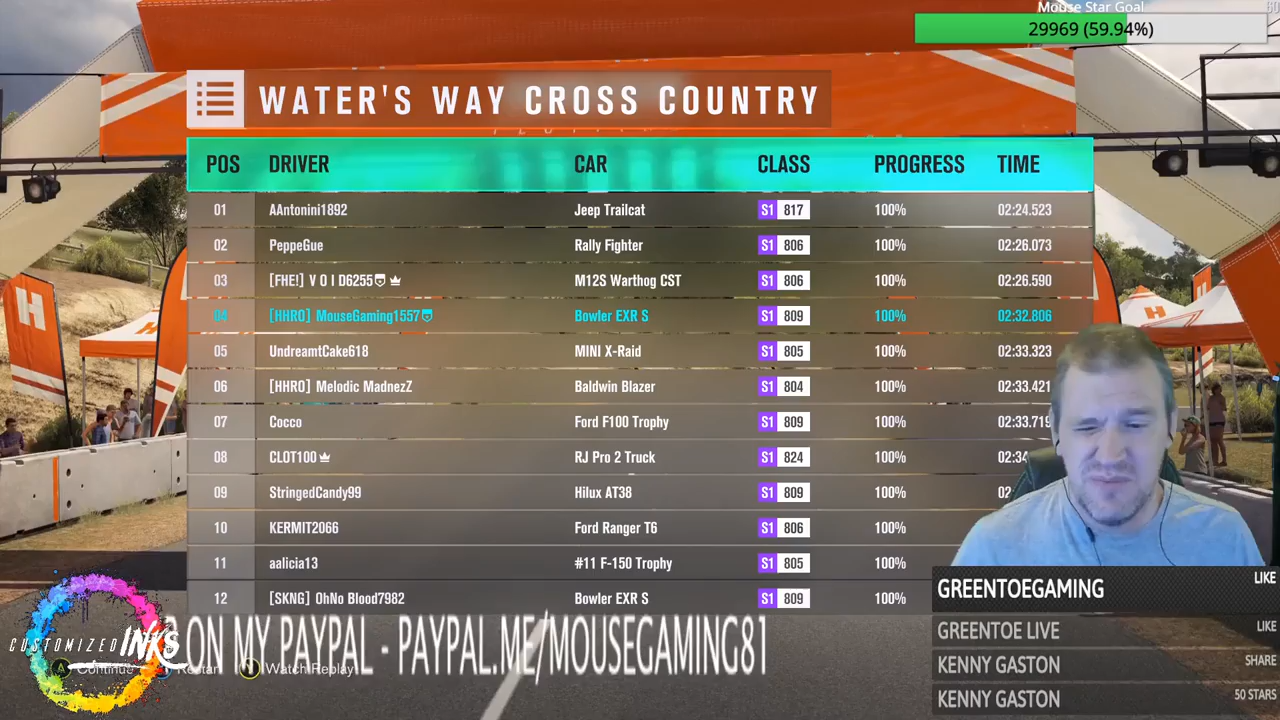 Mouse Star Goal
29969 (59.94%)
WATER'S WAY CROSS COUNTRY
POS DRIVER CAR CLASS PROGRESS TIME
01 AAntonini1892 Jeep Trailcat S1 817 100% 02:24.523
02 PeppeGue Rally Fighter S1 806 100% 02:26.073
03 [FHE!] V O I D6255 M12S Warthog CST S1 806 100% 02:26.590
04 [HHRO] MouseGaming1557 Bowler EXR S S1 809 100% 02:32.806
05 UndreamtCake618 MINI X-Raid S1 805 100% 02:33.323
06 [HHRO] Melodic MadnezZ Baldwin Blazer S1 804 100% 02:33.421
07 Cocco Ford F100 Trophy S1 809 100% 02:33.719
08 CLOT100 RJ Pro 2 Truck S1 824 100% 02:34
09 StringedCandy99 Hilux AT38 S1 809 100% 02
10 KERMIT2066 Ford Ranger T6 S1 806 100%
11 aalicia13 #11 F-150 Trophy S1 805 100%
12 [SKNG] OhNo Blood7982 Bowler EXR S S1 809 100%
GREENTOEGAMING LIKE
GREENTOE LIVE LIKE
KENNY GASTON SHARE
KENNY GASTON 50 STARS
CUSTOMIZED INKS
ON MY PAYPAL - PAYPAL.ME/MOUSEGAMING81
A Continue Restart Y Watch Replay